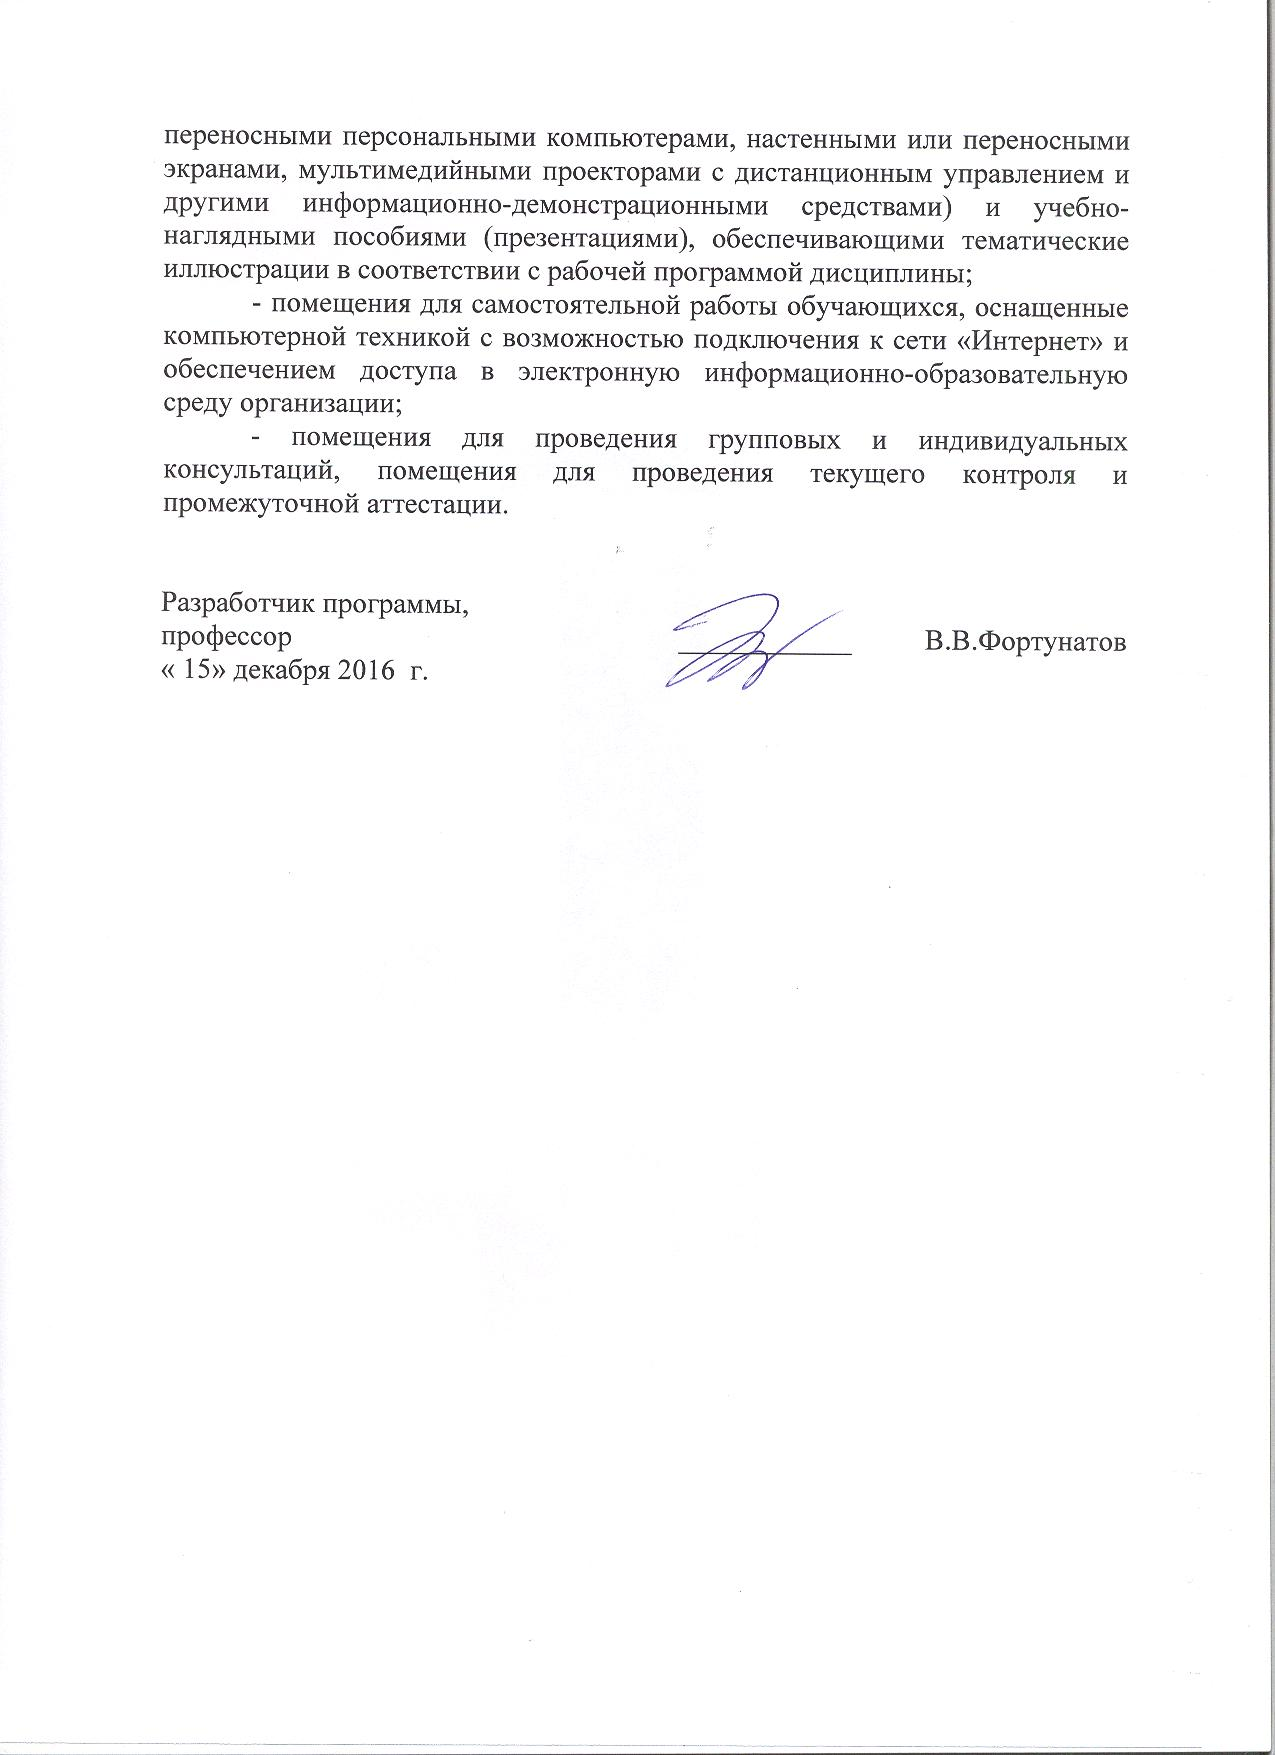 переносными персональными компьютерами, настенными или переносными
экранами, мультимедийными проекторами с дистанционным управлением и
другими информационно-демонстрационными средствами) и учебно-
наглядными пособиями (презентациями), обеспечивающими тематические
иллюстрации в соответствии с рабочей программой дисциплины;
- помещения для самостоятельной работы обучающихся, оснащенные
компьютерной техникой с возможностью подключения к сети «Интернет» и
обеспечением доступа в электронную информационно-образовательную
среду организации;
- помещения для проведения групповых и индивидуальных
консультаций, помещения для проведения текущего контроля и
промежуточной аттестации.
Разработчик программы,
профессор В.В.Фортунатов
« 15» декабря 2016 г.